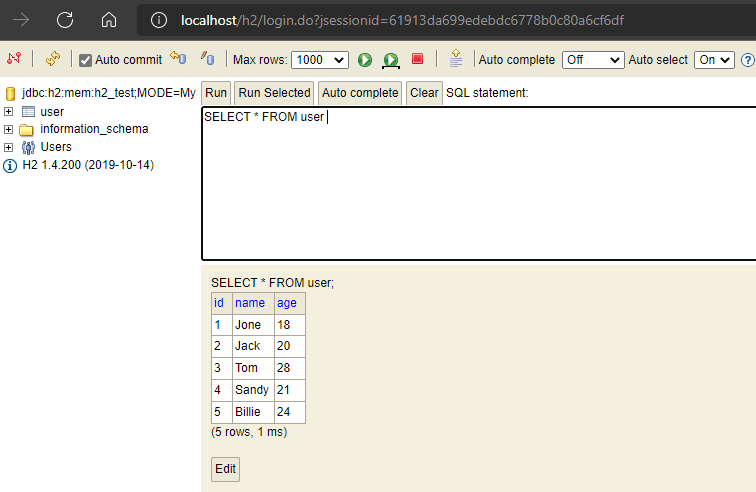 localhost/h2/login.do?jsessionid=61913da699edebdc6778b0c80a6cf6df
Auto commit Max rows: 1000 Auto complete Off Auto select On
jdbc:h2:mem:h2_test;MODE=My
user
information_schema
Users
H2 1.4.200 (2019-10-14)
Run Run Selected Auto complete Clear SQL statement:
SELECT * FROM user
SELECT * FROM user;
id name age
1 Jone 18
2 Jack 20
3 Tom 28
4 Sandy 21
5 Billie 24
(5 rows, 1 ms)
Edit